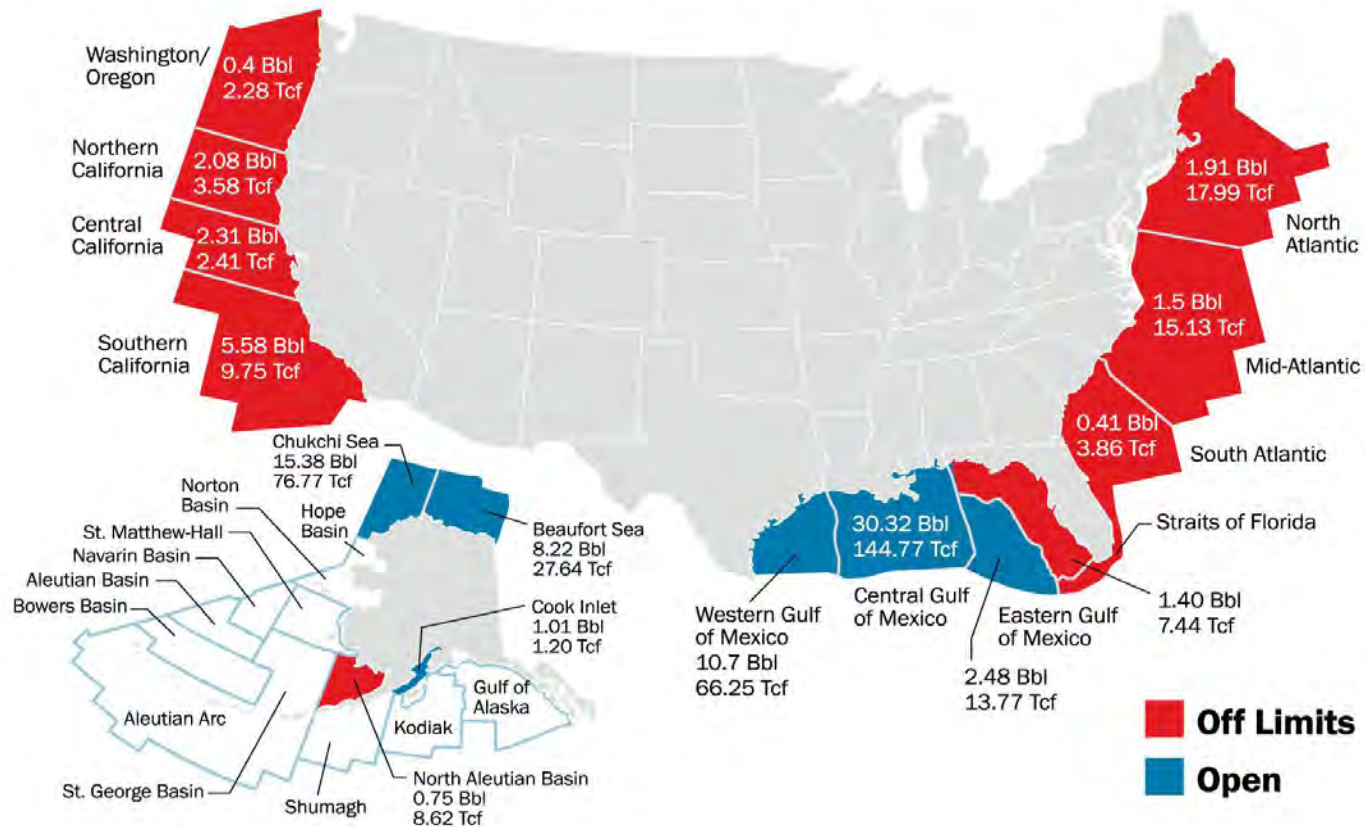 Washington/
Oregon
0.4 Bbl
2.28 Tcf
Northern
California
2.08 Bbl
3.58 Tcf
Central
California
2.31 Bbl
2.41 Tcf
Southern
California
5.58 Bbl
9.75 Tcf
1.91 Bbl
17.99 Tcf
North
Atlantic
1.5 Bbl
15.13 Tcf
Mid-Atlantic
0.41 Bbl
3.86 Tcf
South Atlantic
Straits of Florida
1.40 Bbl
7.44 Tcf
Chukchi Sea
15.38 Bbl
76.77 Tcf
Norton
Basin
Hope
Basin
St. Matthew-Hall
Navarin Basin
Aleutian Basin
Bowers Basin
Beaufort Sea
8.22 Bbl
27.64 Tcf
Cook Inlet
1.01 Bbl
1.20 Tcf
Aleutian Arc
Gulf of
Alaska
Kodiak
St. George Basin
Shumagh
North Aleutian Basin
0.75 Bbl
8.62 Tcf
Western Gulf
of Mexico
10.7 Bbl
66.25 Tcf
30.32 Bbl
144.77 Tcf
Central Gulf
of Mexico
Eastern Gulf
of Mexico
2.48 Bbl
13.77 Tcf
Off Limits
Open